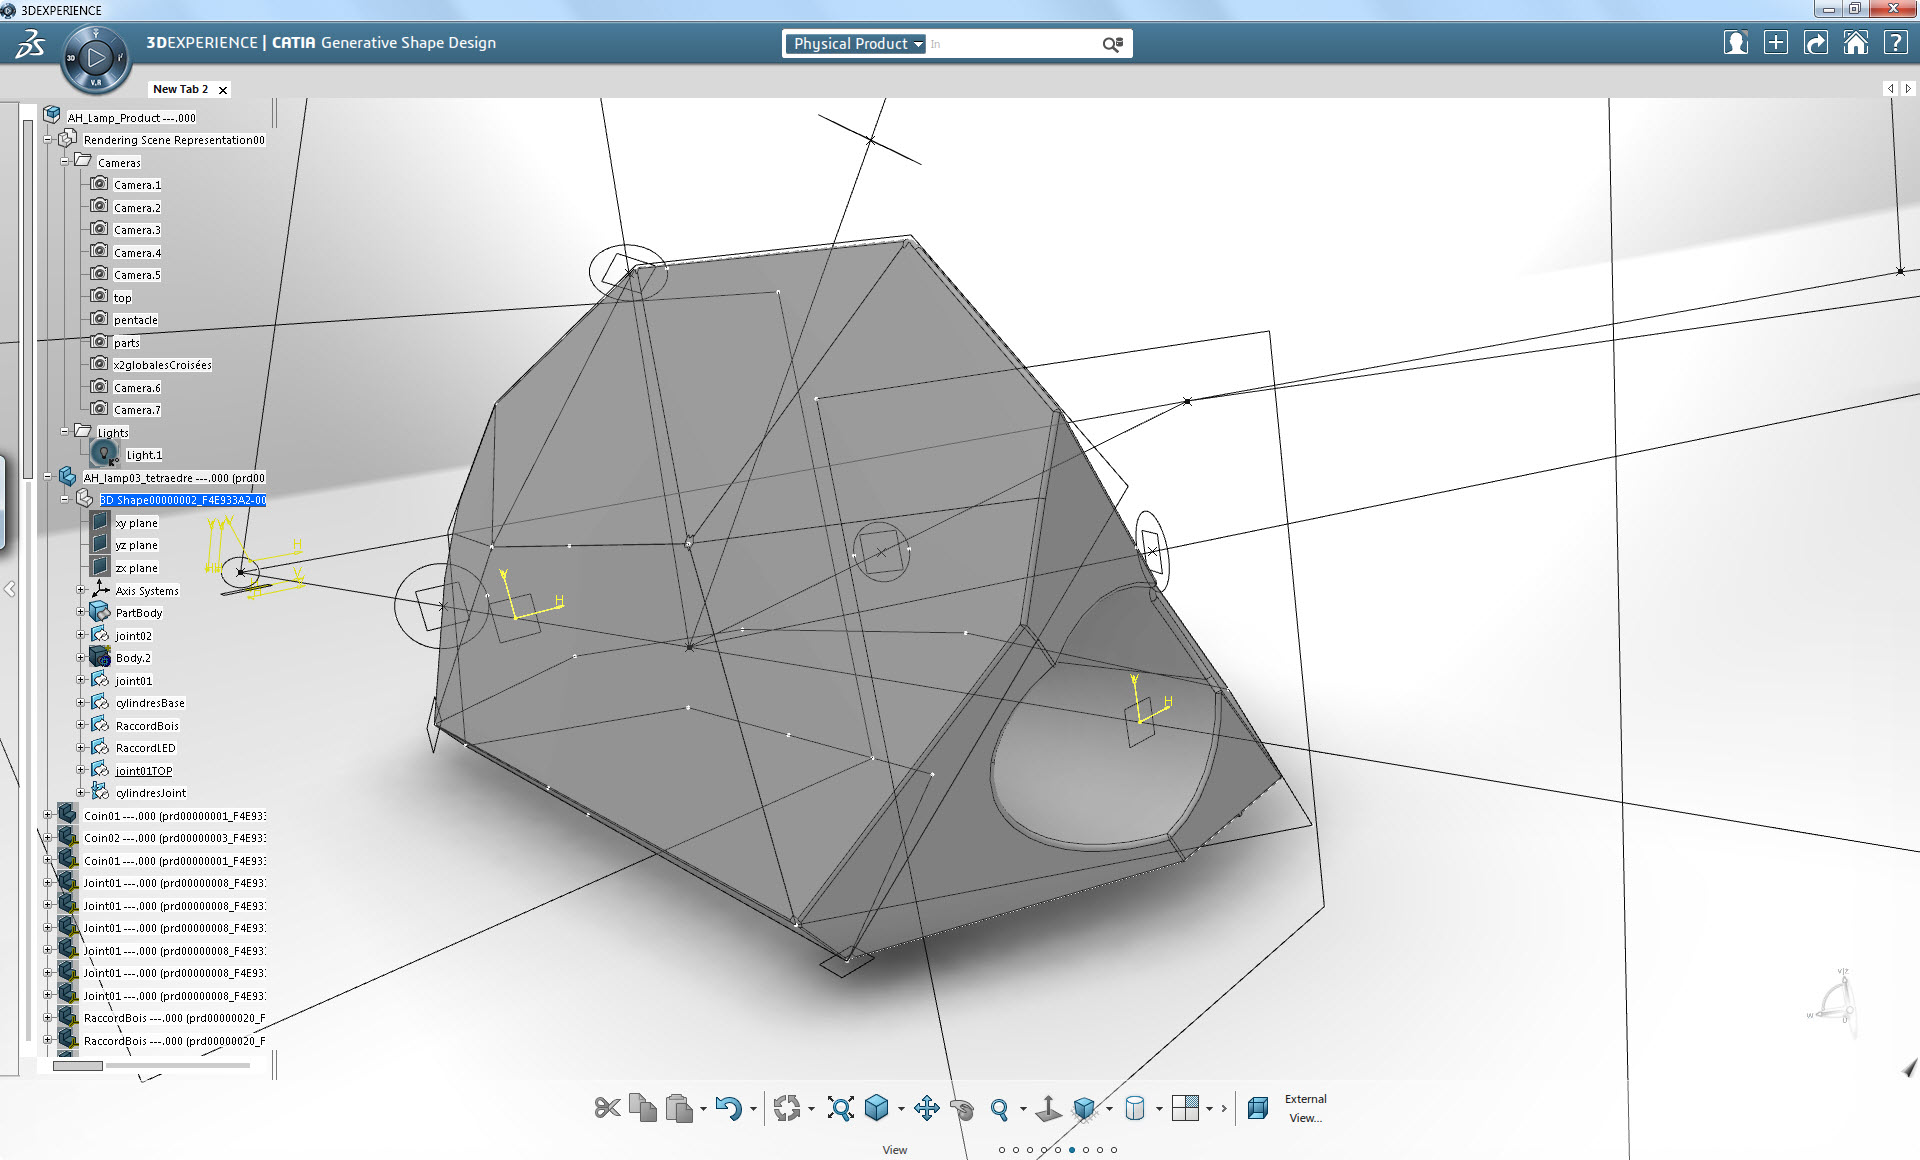 3DEXPERIENCE
3DEXPERIENCE | CATIA Generative Shape Design
Physical Product In
3D V.R
New Tab 2
AH_Lamp_Product ---.000
Rendering Scene Representation00
Cameras
Camera.1
Camera.2
Camera.3
Camera.4
Camera.5
top
pentacle
parts
x2globalesCroisées
Camera.6
Camera.7
Lights
Light.1
AH_lamp03_tetraedre ---.000 (prd00
3D Shape00000002_F4E933A2-00
xy plane
yz plane
zx plane
Axis Systems
PartBody
joint02
Body.2
joint01
cylindresBase
RaccordBois
RaccordLED
joint01TOP
cylindresJoint
Coin01 ---.000 (prd00000001_F4E93:
Coin02 ---.000 (prd00000003_F4E93:
Coin01 ---.000 (prd00000001_F4E93:
Joint01 ---.000 (prd00000008_F4E93:
Joint01 ---.000 (prd00000008_F4E93:
Joint01 ---.000 (prd00000008_F4E93:
Joint01 ---.000 (prd00000008_F4E93:
Joint01 ---.000 (prd00000008_F4E93:
Joint01 ---.000 (prd00000008_F4E93:
RaccordBois ---.000 (prd00000020_F
RaccordBois ---.000 (prd00000020_F
V H
V H
H
External
View...
View